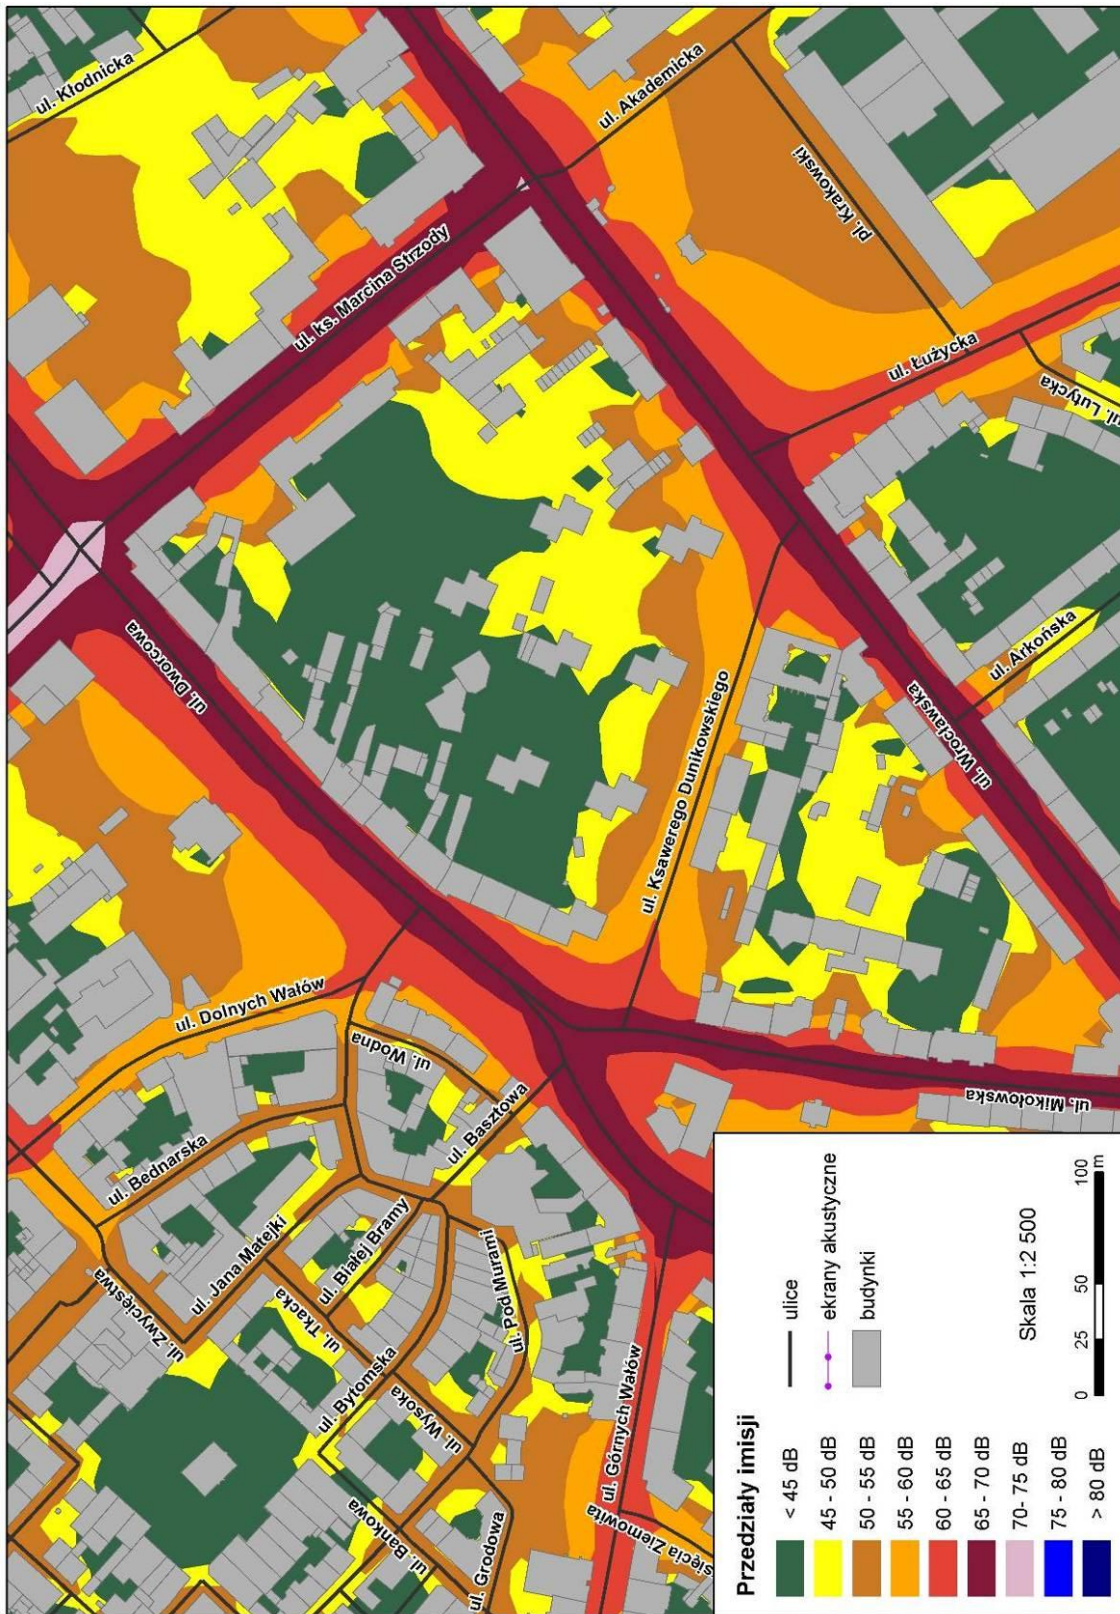 ul. Kłodnicka
ul. Akademicka
pl. Krakowski
ul. ks. Marcina Strzody
ul. Łużycka
ul. Lutycka
ul. Dworcowa
ul. Arkońska
ul. Wrocławska
ul. Ksawerego Dunikowskiego
ul. Dolnych Wałów
ul. Wodna
ul. Mikołowska
ul. Basztowa
ul. Bednarska
ul. Białej Bramy
ul. Jana Matejki
ul. Pod Murami
ul. Zwycięstwa
ul. Tkacka
ul. Bytomska
ul. Wysoka
ul. Górnych Wałów
ul. Bankowa
ul. Grodowa
sięcia Ziemowita
Przedziały imisji
< 45 dB
45 - 50 dB
50 - 55 dB
55 - 60 dB
60 - 65 dB
65 - 70 dB
70- 75 dB
75 - 80 dB
> 80 dB
ulice
ekrany akustyczne
budynki
Skala 1:2 500
0 25 50 100
m